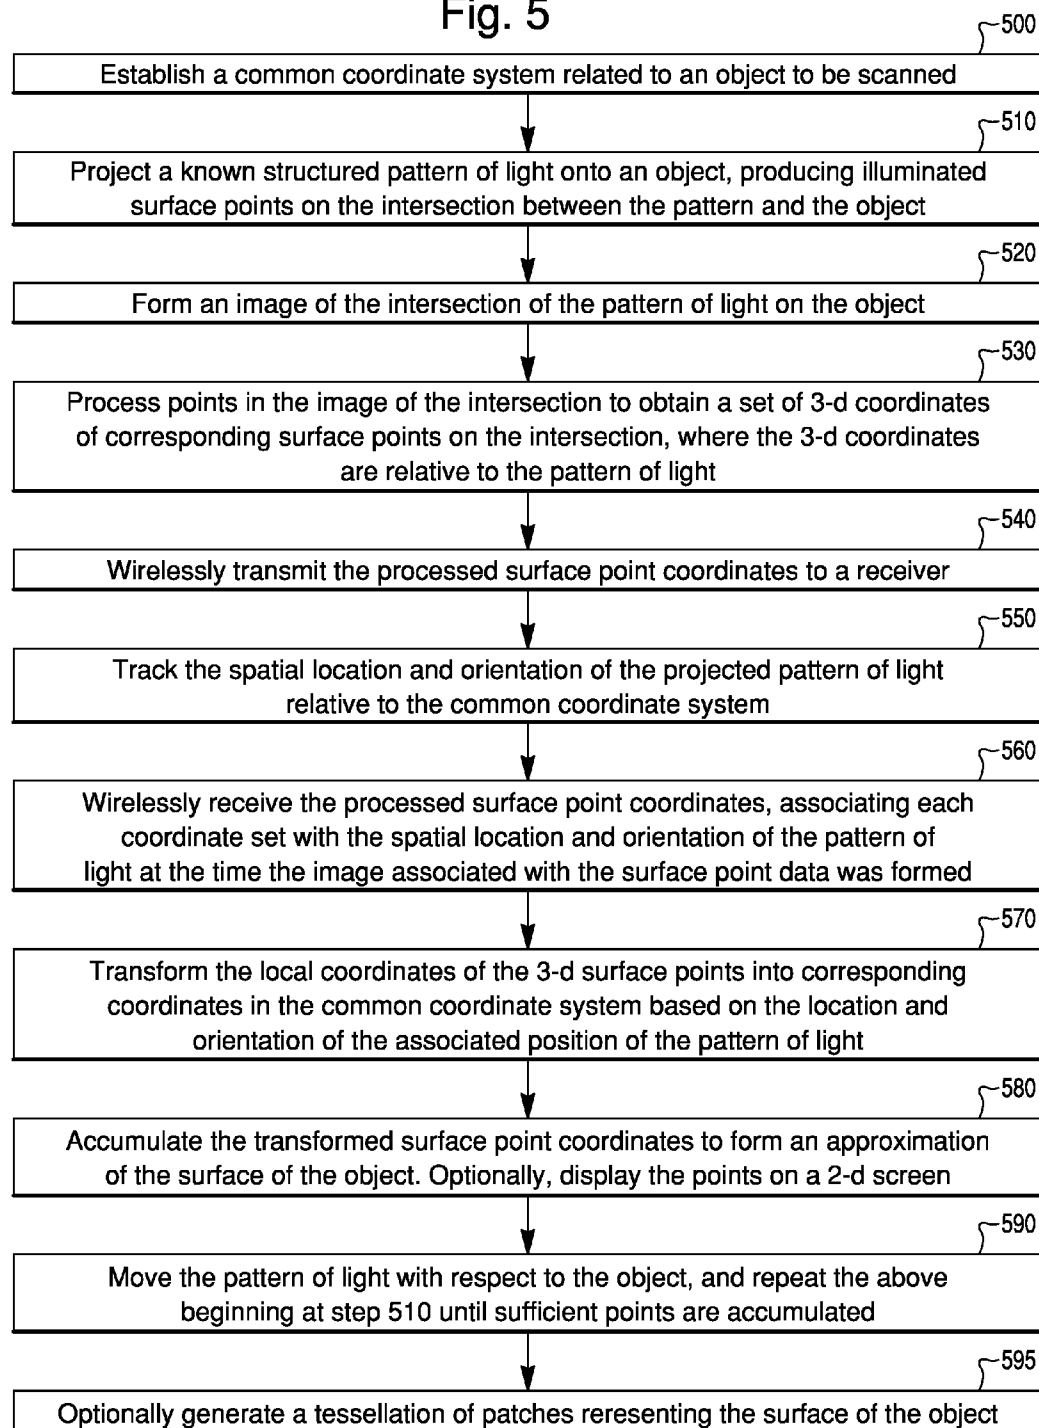 Fig. 5
500
Establish a common coordinate system related to an object to be scanned
510
Project a known structured pattern of light onto an object, producing illuminated
surface points on the intersection between the pattern and the object
520
Form an image of the intersection of the pattern of light on the object
530
Process points in the image of the intersection to obtain a set of 3-d coordinates
of corresponding surface points on the intersection, where the 3-d coordinates
are relative to the pattern of light
540
Wirelessly transmit the processed surface point coordinates to a receiver
550
Track the spatial location and orientation of the projected pattern of light
relative to the common coordinate system
560
Wirelessly receive the processed surface point coordinates, associating each
coordinate set with the spatial location and orientation of the pattern of
light at the time the image associated with the surface point data was formed
570
Transform the local coordinates of the 3-d surface points into corresponding
coordinates in the common coordinate system based on the location and
orientation of the associated position of the pattern of light
580
Accumulate the transformed surface point coordinates to form an approximation
of the surface of the object. Optionally, display the points on a 2-d screen
590
Move the pattern of light with respect to the object, and repeat the above
beginning at step 510 until sufficient points are accumulated
595
Optionally generate a tessellation of patches reresenting the surface of the object